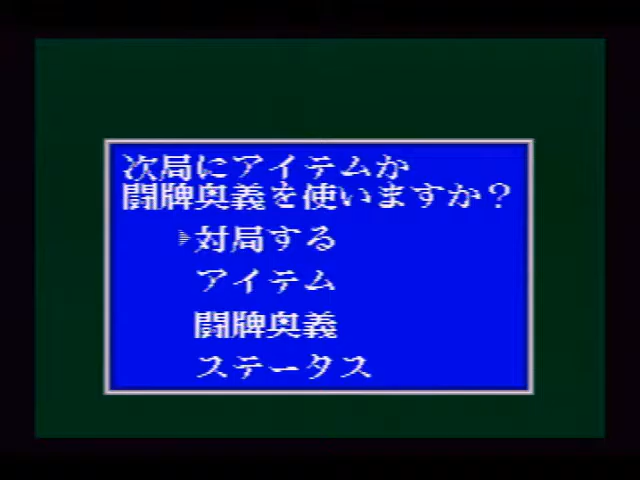 次局にアイテムか
闘牌奥義を使いますか？
対局する
アイテム
闘牌奥義
ステータス